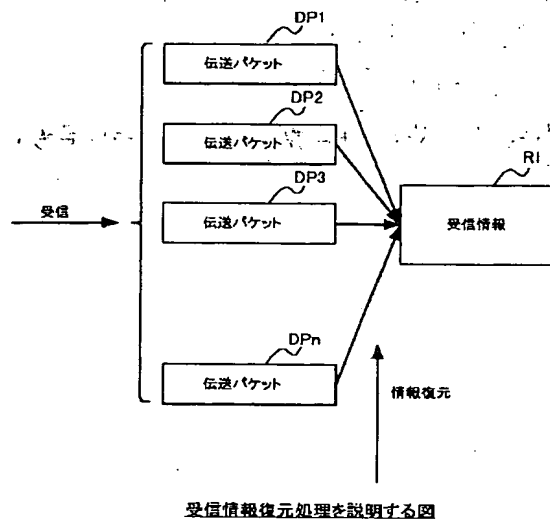 DP1
伝送パケット
DP2
伝送パケット
DP3
RI
受信
伝送パケット
受信情報
DPn
伝送パケット
情報復元
受信情報復元処理を説明する図